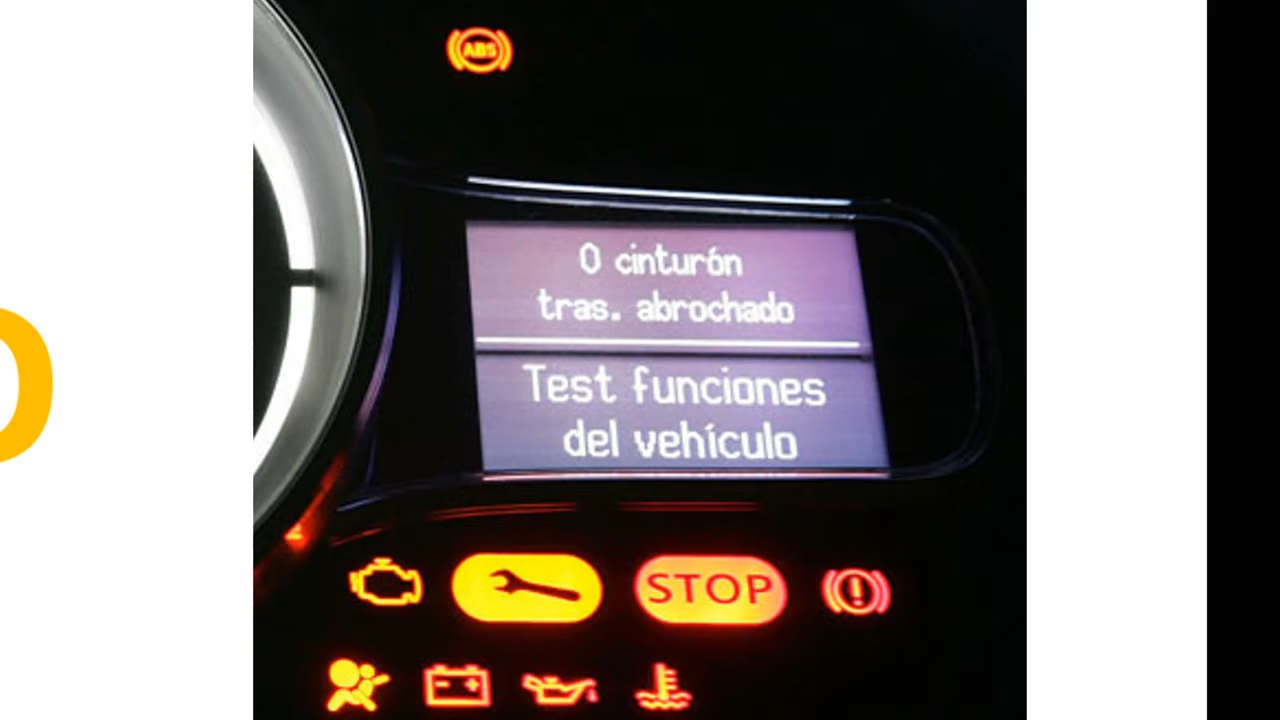 ABS
0 cinturón
tras. abrochado
Test funciones
del vehículo
STOP